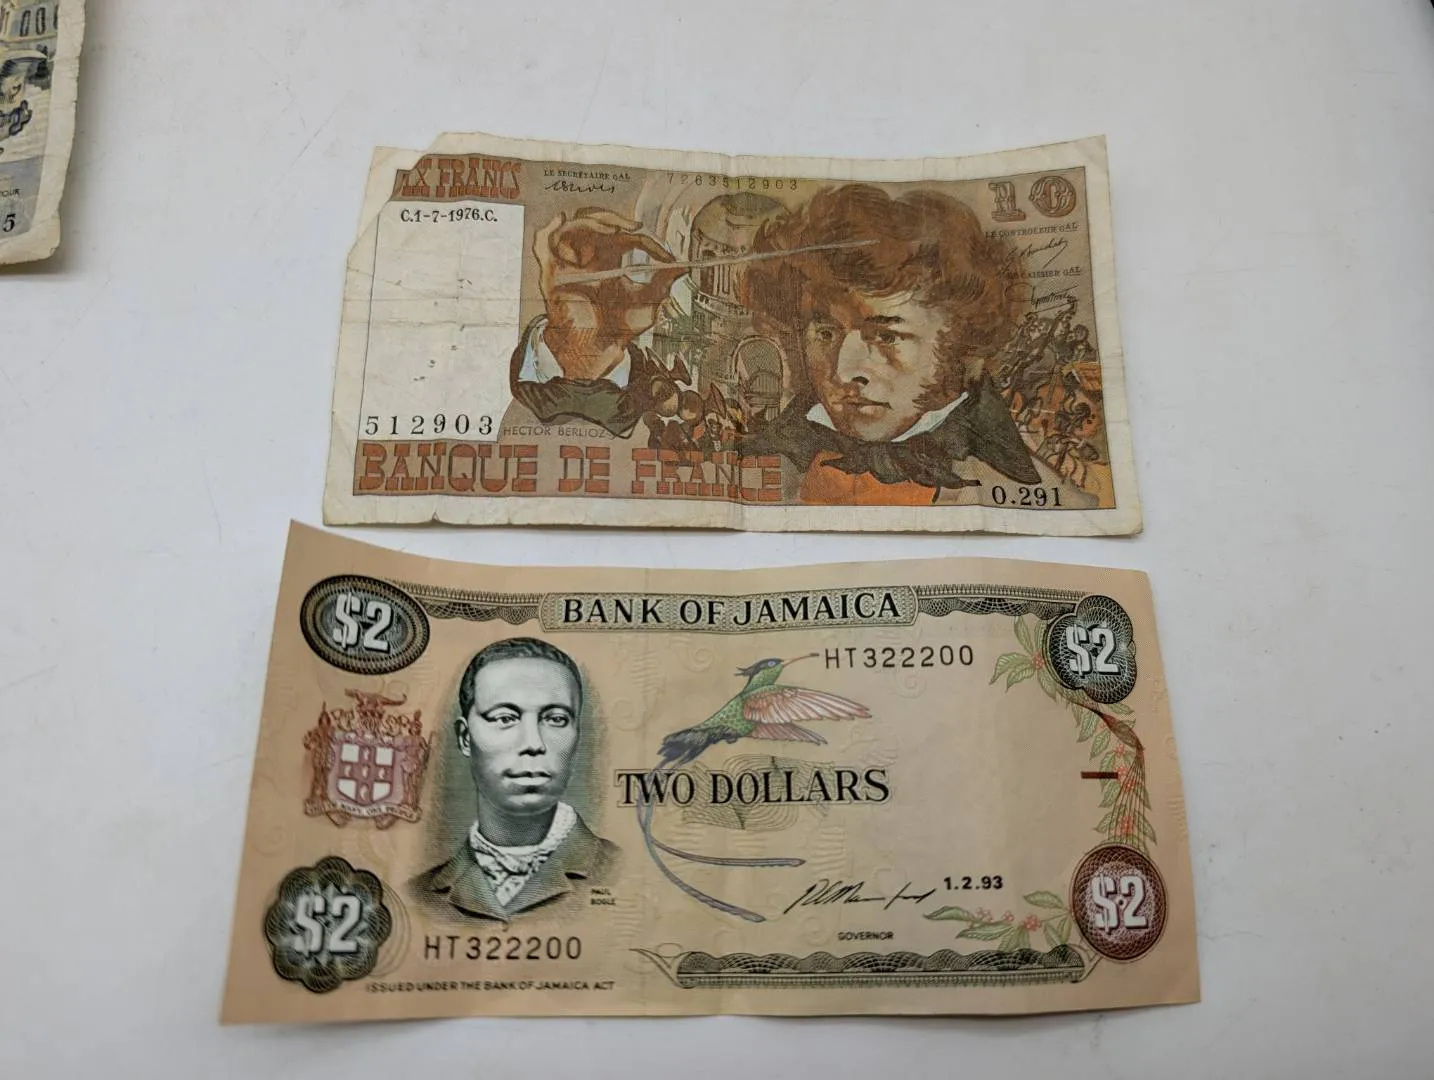 5
IX FRANCS
LE SECRÉTAIRE GAL
7263512903
10
C.1-7-1976.C.
LE CONTROLEUR GAL
LE CAISSIER GAL
512903
HECTOR BERLIOZ
BANQUE DE FRANCE
O.291
$2
BANK OF JAMAICA
$2
HT322200
TWO DOLLARS
PAUL
BOGLE
1.2.93
$2
HT322200
GOVERNOR
$2
ISSUED UNDER THE BANK OF JAMAICA ACT